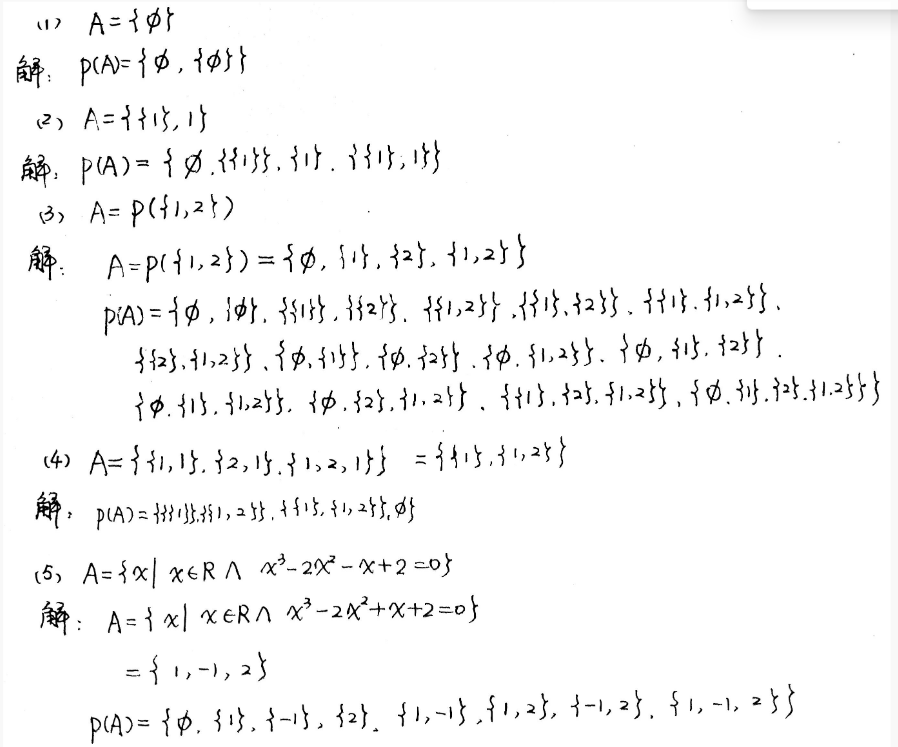 (1) A={∅}
解: p(A)={∅, {∅}}
(2) A={{1}, 1}
解: p(A)={∅.{{1}}, {1}. {{1}, 1}}
(3) A=p({1,2})
解: A=p({1,2})={∅, {1}, {2}, {1,2}}
p(A)={∅, {∅}, {{1}}, {{2}}, {{1,2}}, {{1}.{2}}, {{1}.{1,2}},
{{2},{1,2}}, {∅,{1}}, {∅.{2}}, {∅.{1,2}}, {∅, {1}, {2}},
{∅.{1}, {1,2}}, {∅.{2}.{1,2}}, {{1}.{2}.{1,2}}, {∅.{1}.{2}.{1,2}}}
(4) A={{1,1}.{2,1}.{1,2,1}} ={{1},{1,2}}
解: p(A)={{{1}},{{1,2}}, {{1}, {1,2}},∅}
(5) A={x| x∈R∧ x³-2x²-x+2=0}
解: A={x| x∈R∧ x³-2x²+x+2=0}
={1,-1, 2}
p(A)={∅, {1}, {-1}, {2}, {1,-1}, {1,2}, {-1,2}, {1,-1, 2}}